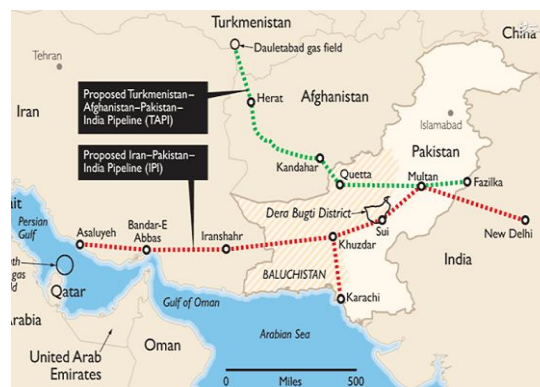 Turkmenistan
China
Tehran
Dauletabad gas field
Proposed Turkmenistan–
Afghanistan–Pakistan–
India Pipeline (TAPI)
Herat
Afghanistan
Iran
Islamabad
Proposed Iran–Pakistan–
India Pipeline (IPI)
Kandahar
Pakistan
Quetta
Multan
Fazilka
Dera Bugti District
Sui
New Delhi
Persian
Gulf
Asaluyeh
Bandar-E
Abbas
Iranshahr
Khuzdar
India
gas
Qatar
BALUCHISTAN
Gulf of Oman
Karachi
Arabian Sea
United Arab
Emirates
Oman
0 500
Miles